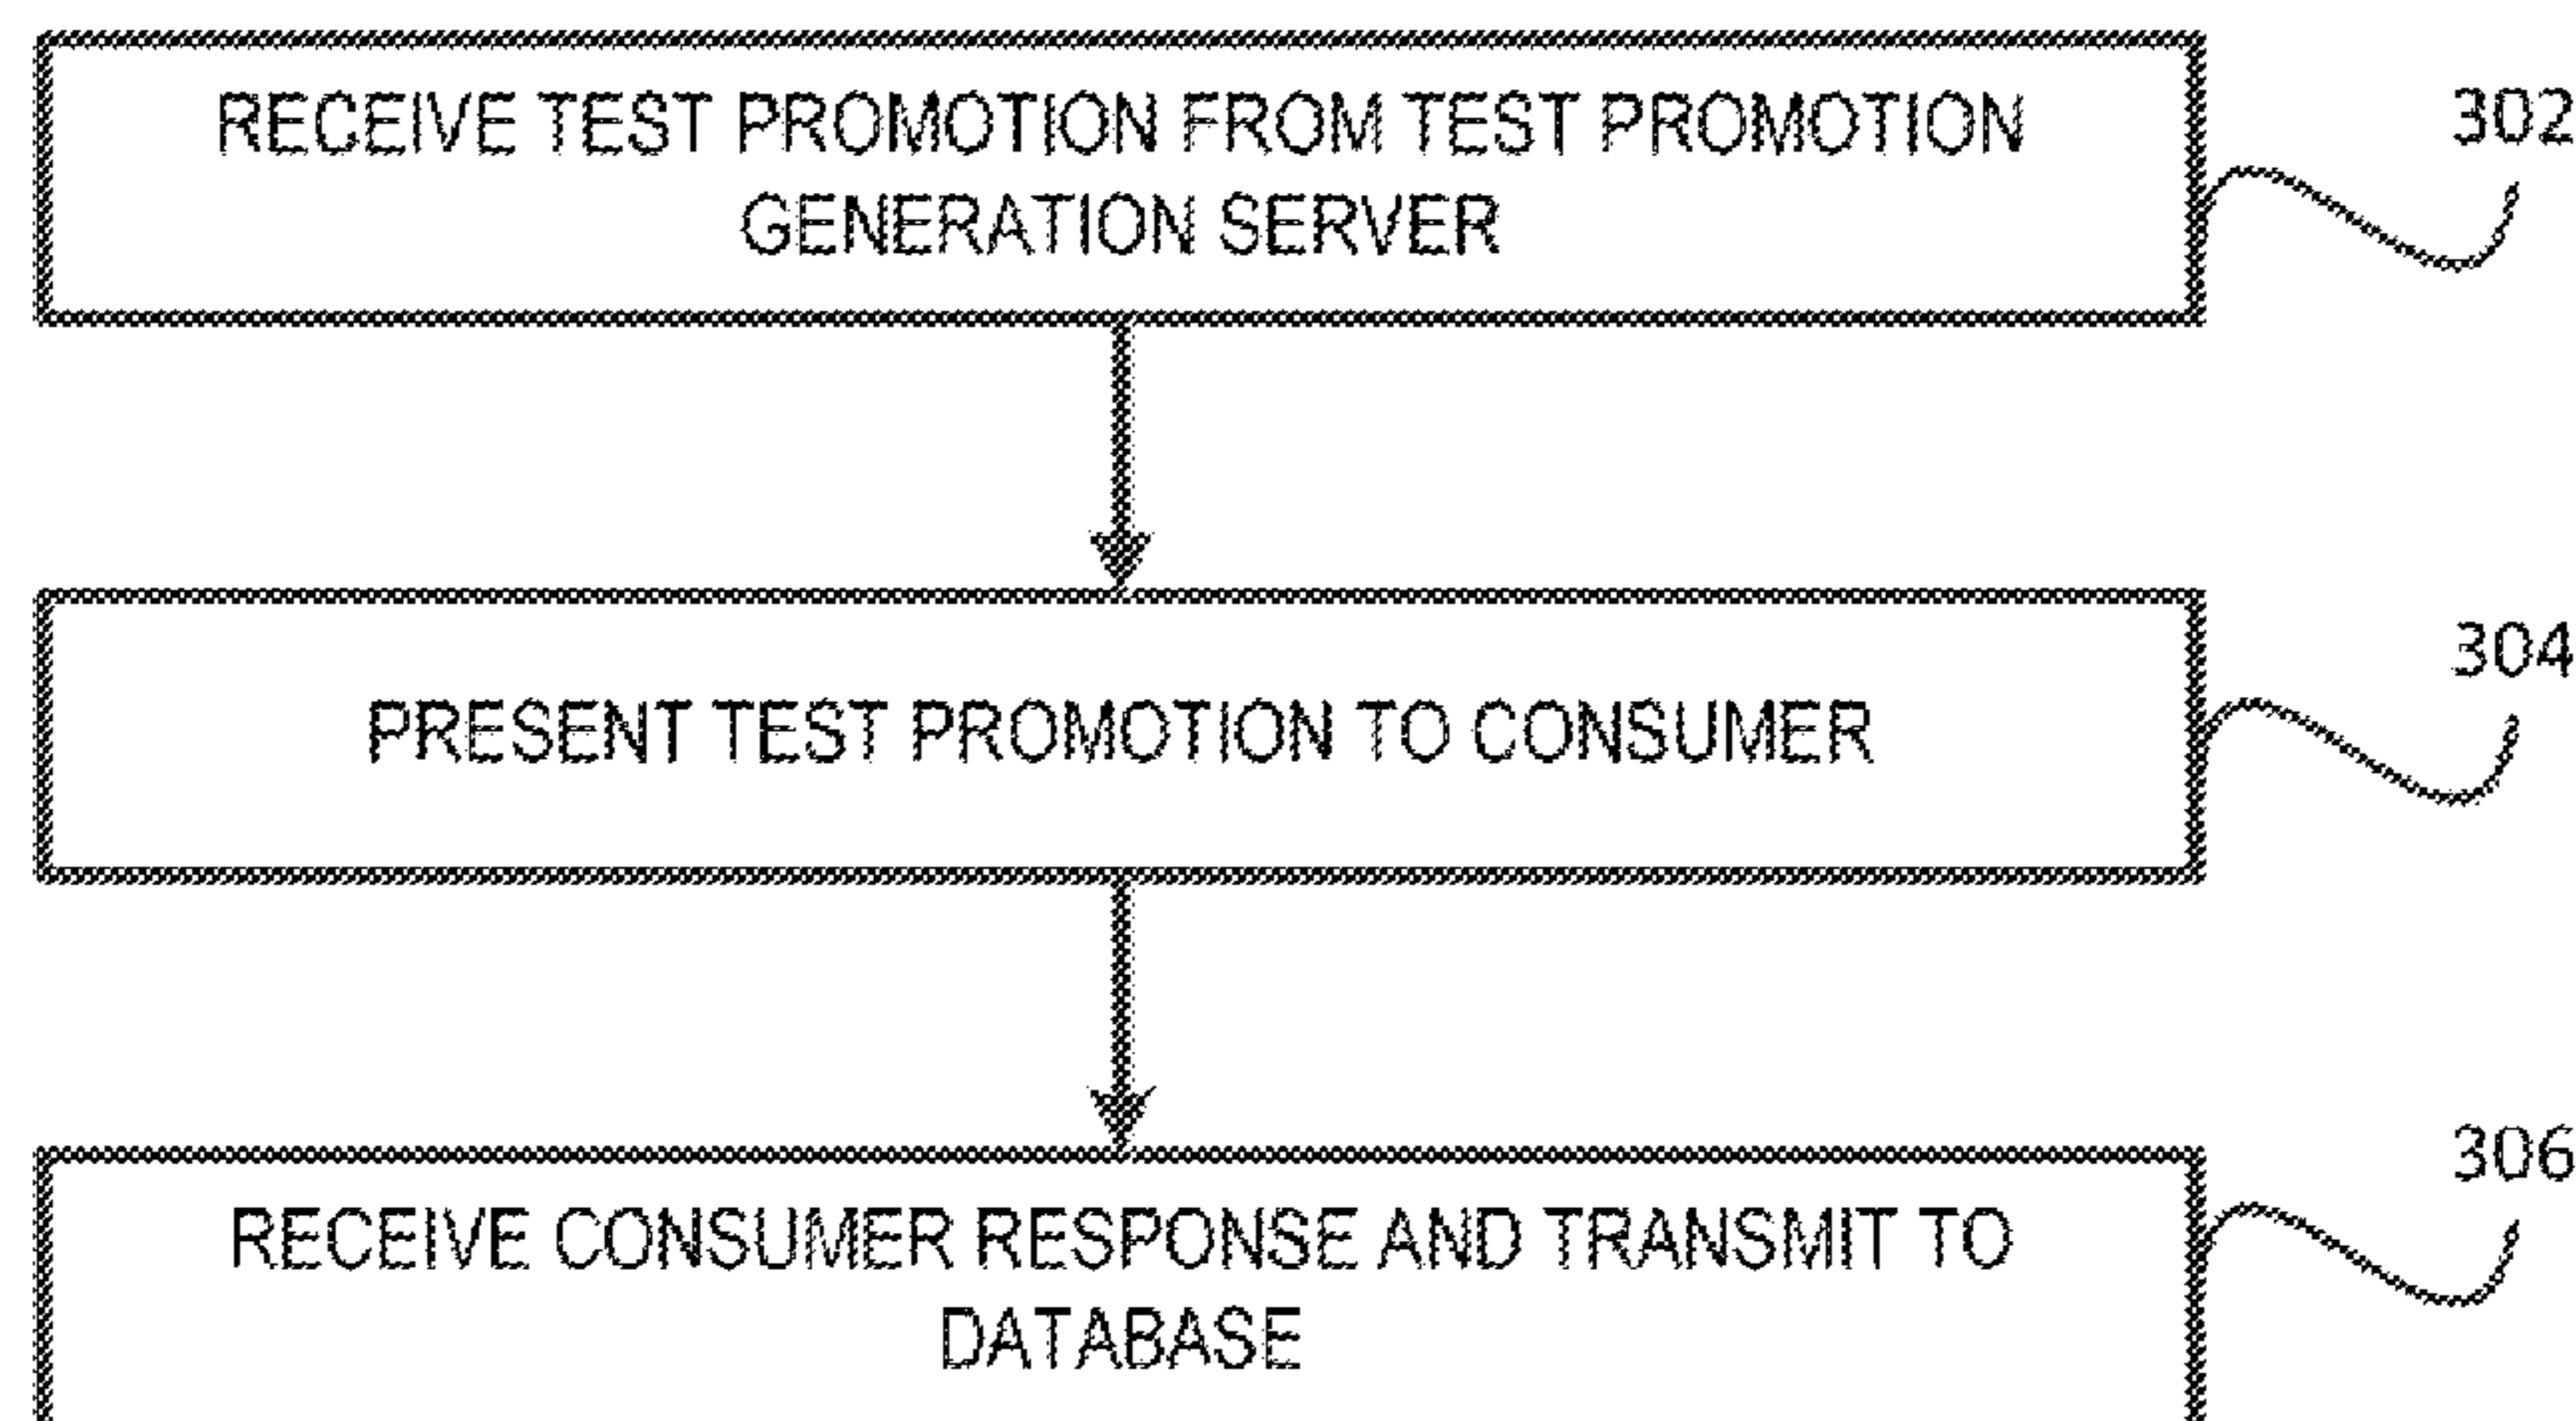 RECEIVE TEST PROMOTION FROM TEST PROMOTION
GENERATION SERVER
302
PRESENT TEST PROMOTION TO CONSUMER
304
RECEIVE CONSUMER RESPONSE AND TRANSMIT TO
DATABASE
306